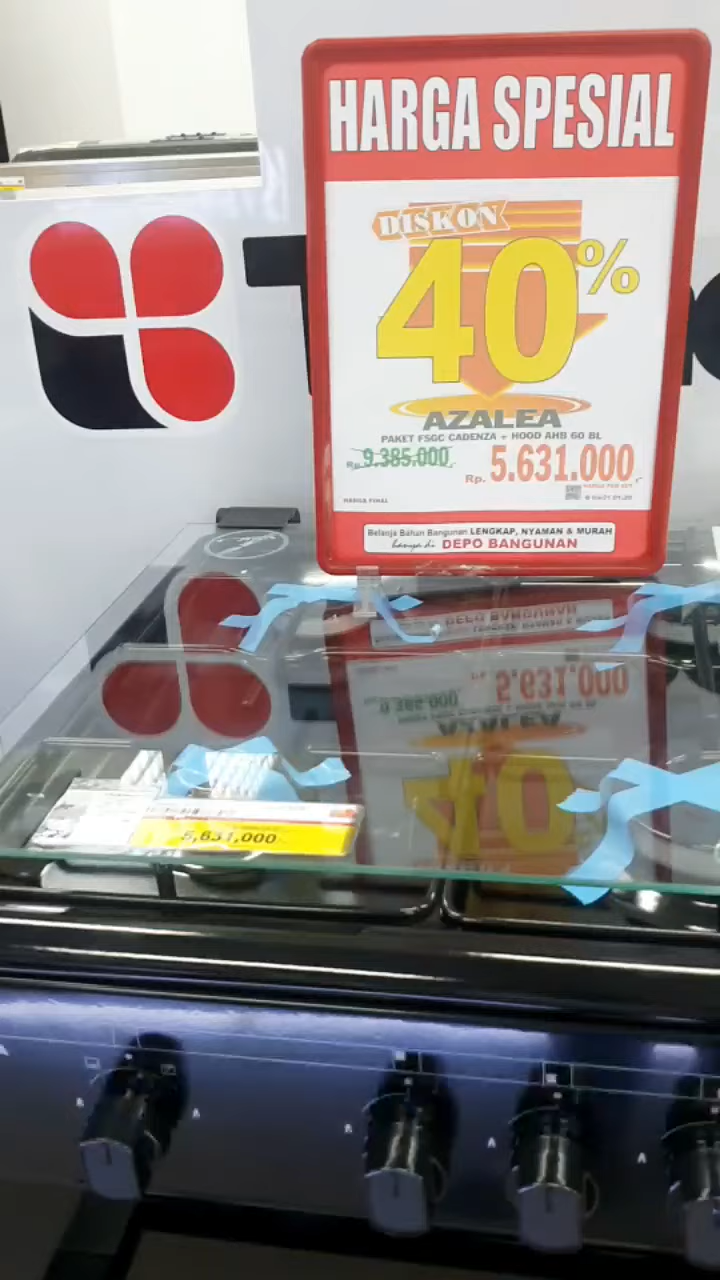 HARGA SPESIAL
DISKON
40%
AZALEA
PAKET FSGC CADENZA + HOOD AHB 60 BL
Rp. 9.385.000,-
Rp. 5.631.000,-
HARGA FINAL
Belanja Bahan Bangunan LENGKAP, NYAMAN & MURAH
hanya di DEPO BANGUNAN
5,631,000